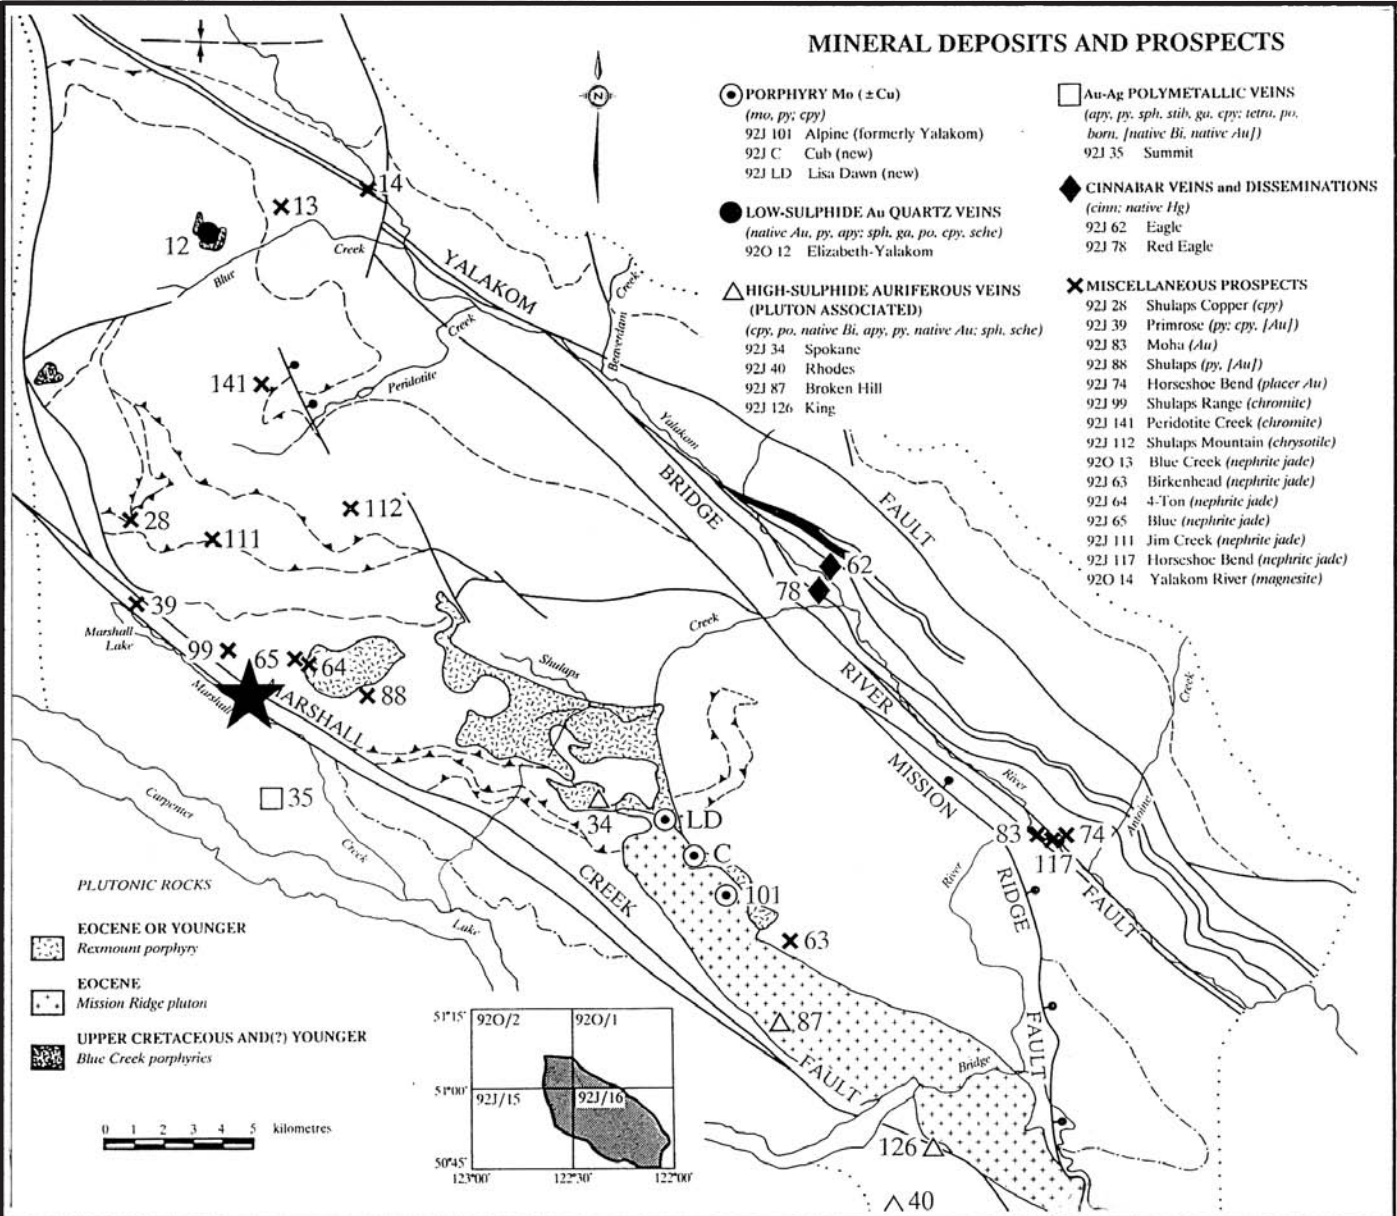 MINERAL DEPOSITS AND PROSPECTS
PORPHYRY Mo (±Cu)
(mo, py; cpy)
92J 101 Alpine (formerly Yalakom)
92J C Cub (new)
92J LD Lisa Dawn (new)
LOW-SULPHIDE Au QUARTZ VEINS
(native Au, py, apy; sph, ga, po, cpy, sche)
92O 12 Elizabeth-Yalakom
HIGH-SULPHIDE AURIFEROUS VEINS
(PLUTON ASSOCIATED)
(cpy, po, native Bi, apy, py, native Au; sph, sche)
92J 34 Spokane
92J 40 Rhodes
92J 87 Broken Hill
92J 126 King
Au-Ag POLYMETALLIC VEINS
(apy, py, sph, stib, ga, cpy; tetra, po,
born, [native Bi, native Au])
92J 35 Summit
CINNABAR VEINS and DISSEMINATIONS
(cinn; native Hg)
92J 62 Eagle
92J 78 Red Eagle
MISCELLANEOUS PROSPECTS
92J 28 Shulaps Copper (cpy)
92J 39 Primrose (py; cpy, [Au])
92J 83 Moha (Au)
92J 88 Shulaps (py, [Au])
92J 74 Horseshoe Bend (placer Au)
92J 99 Shulaps Range (chromite)
92J 141 Peridotite Creek (chromite)
92J 112 Shulaps Mountain (chrysotile)
92O 13 Blue Creek (nephrite jade)
92J 63 Birkenhead (nephrite jade)
92J 64 4-Ton (nephrite jade)
92J 65 Blue (nephrite jade)
92J 111 Jim Creek (nephrite jade)
92J 117 Horseshoe Bend (nephrite jade)
92O 14 Yalakom River (magnesite)
N
14
13
12
Blue
Creek
YALAKOM
Creek
Peridotite
Creek
Beaverdam
141
Yalakom
BRIDGE
FAULT
112
28
111
62
78
39
Marshall
Lake
99
65
64
88
Marshall
MARSHALL
Shulaps
Creek
RIVER
MISSION
River
Creek
Antoine
35
Carpenter
Creek
Lake
34
LD
C
101
83
74
117
River
RIDGE
FAULT
CREEK
63
87
FAULT
Bridge
FAULT
126
40
PLUTONIC ROCKS
EOCENE OR YOUNGER
Rexmount porphyry
EOCENE
Mission Ridge pluton
UPPER CRETACEOUS AND(?) YOUNGER
Blue Creek porphyries
0 1 2 3 4 5 kilometres
51°15'
92O/2 92O/1
51°00'
92J/15 92J/16
50°45'
123°00' 122°30' 122°00'